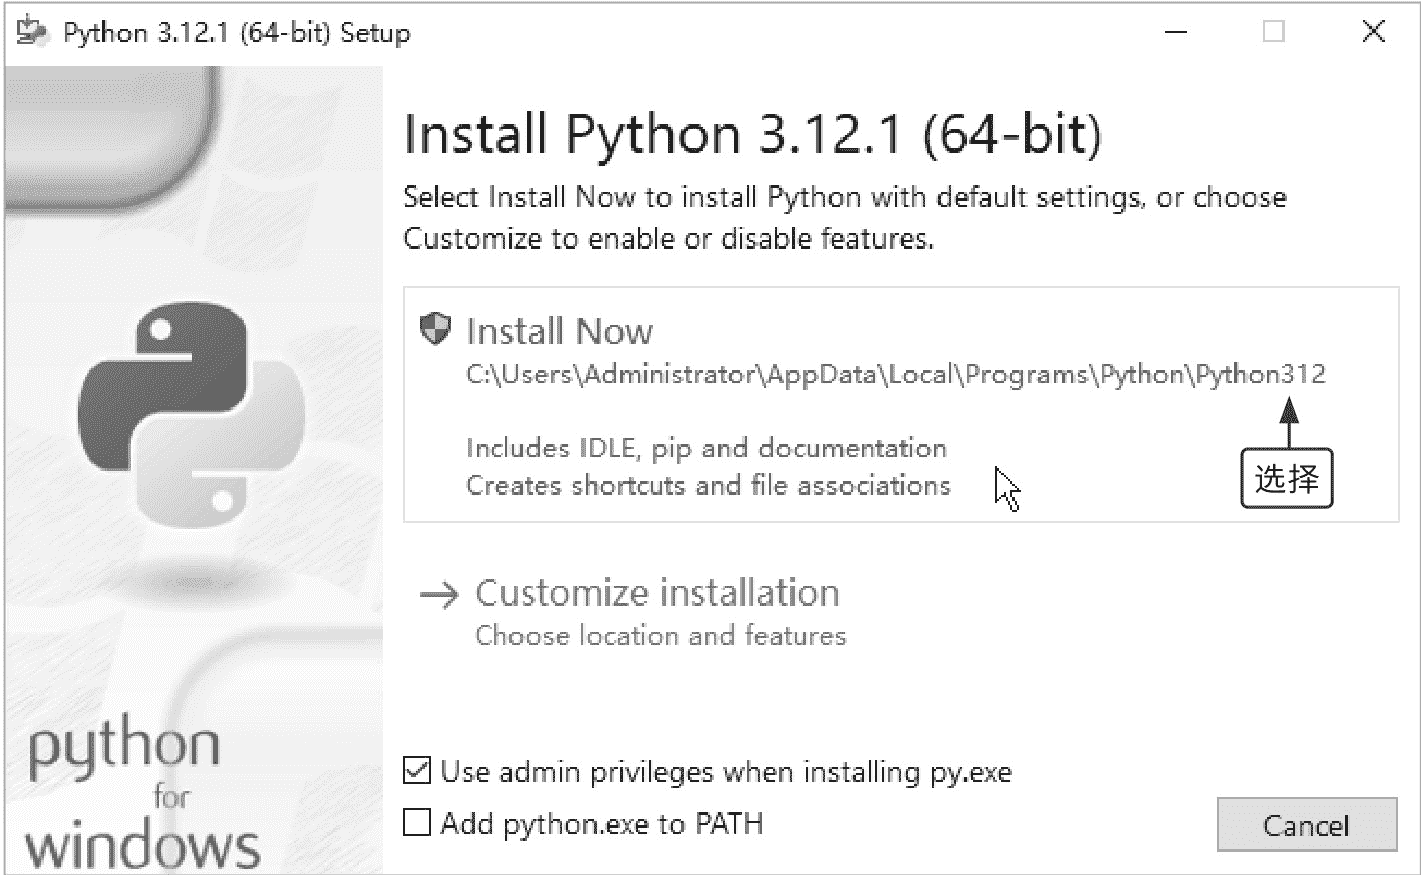 Python 3.12.1 (64-bit) Setup
Install Python 3.12.1 (64-bit)
Select Install Now to install Python with default settings, or choose
Customize to enable or disable features.
Install Now
C:\Users\Administrator\AppData\Local\Programs\Python\Python312
Includes IDLE, pip and documentation
Creates shortcuts and file associations
选择
Customize installation
Choose location and features
python
for
windows
Use admin privileges when installing py.exe
Add python.exe to PATH
Cancel